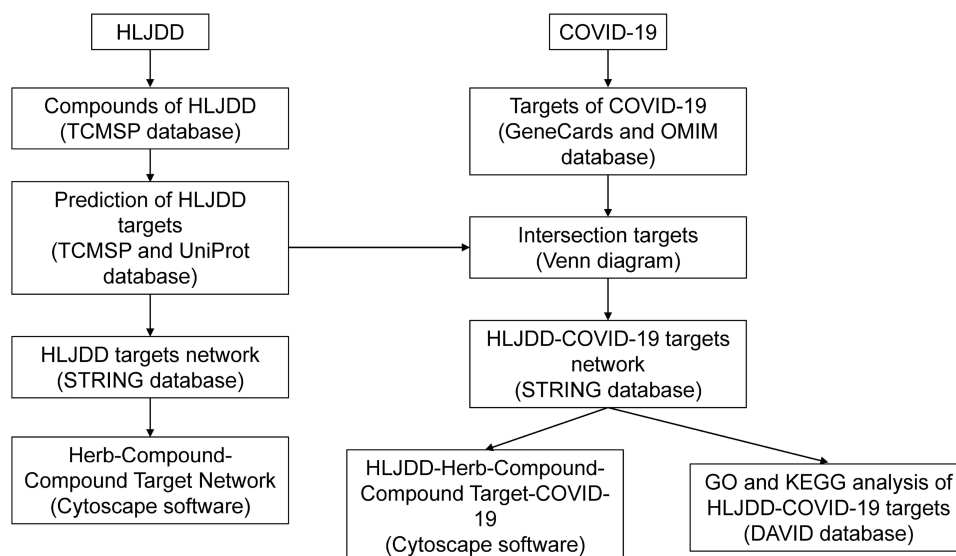 HLJDD
Compounds of HLJDD
(TCMSP database)
Prediction of HLJDD
targets
(TCMSP and UniProt
database)
HLJDD targets network
(STRING database)
Herb-Compound-
Compound Target Network
(Cytoscape software)
COVID-19
Targets of COVID-19
(GeneCards and OMIM
database)
Intersection targets
(Venn diagram)
HLJDD-COVID-19 targets
network
(STRING database)
HLJDD-Herb-Compound-
Compound Target-COVID-
19
(Cytoscape software)
GO and KEGG analysis of
HLJDD-COVID-19 targets
(DAVID database)